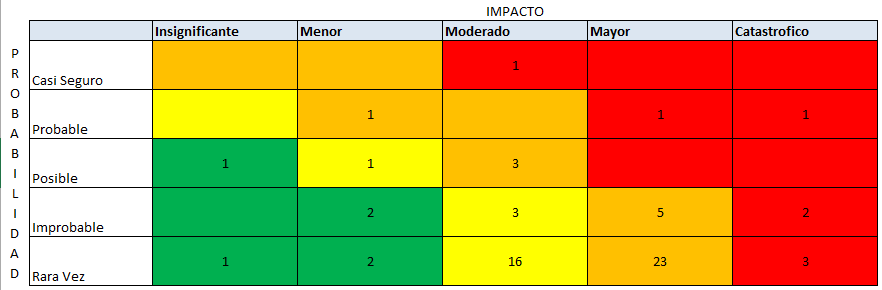 IMPACTO
Insignificante Menor Moderado Mayor Catastrofico
PROBABILIDAD
Casi Seguro 1
Probable 1 1 1
Posible 1 1 3
Improbable 2 3 5 2
Rara Vez 1 2 16 23 3